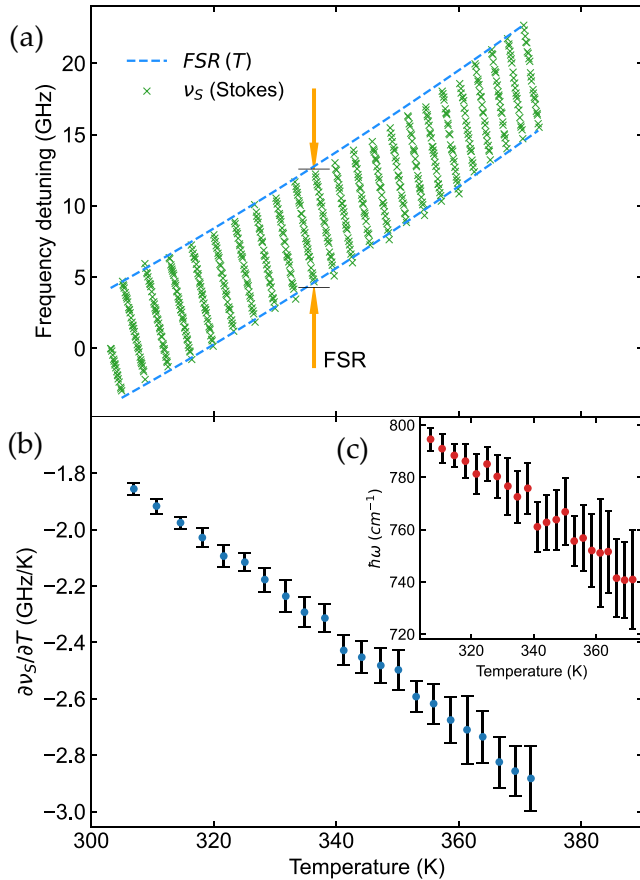 (a)
FSR (T)
ν_S (Stokes)
Frequency detuning (GHz)
20
15
10
5
0
FSR
(b)
∂ν_S/∂T (GHz/K)
−1.8
−2.0
−2.2
−2.4
−2.6
−2.8
−3.0
300
320
340
360
380
Temperature (K)
(c)
ħω (cm⁻¹)
800
780
760
740
720
320
340
360
Temperature (K)